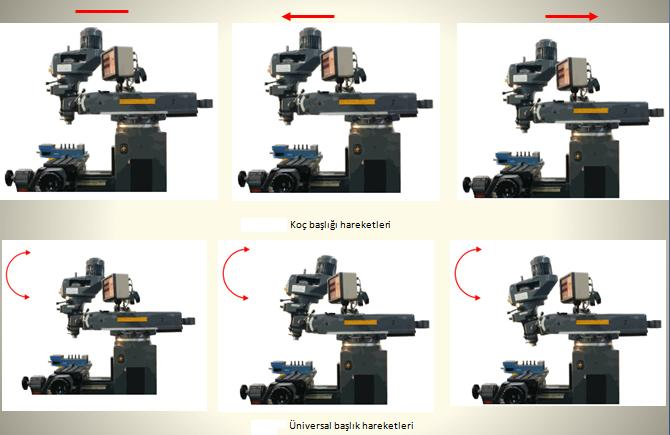 Koç başlığı hareketleri
Üniversal başlık hareketleri